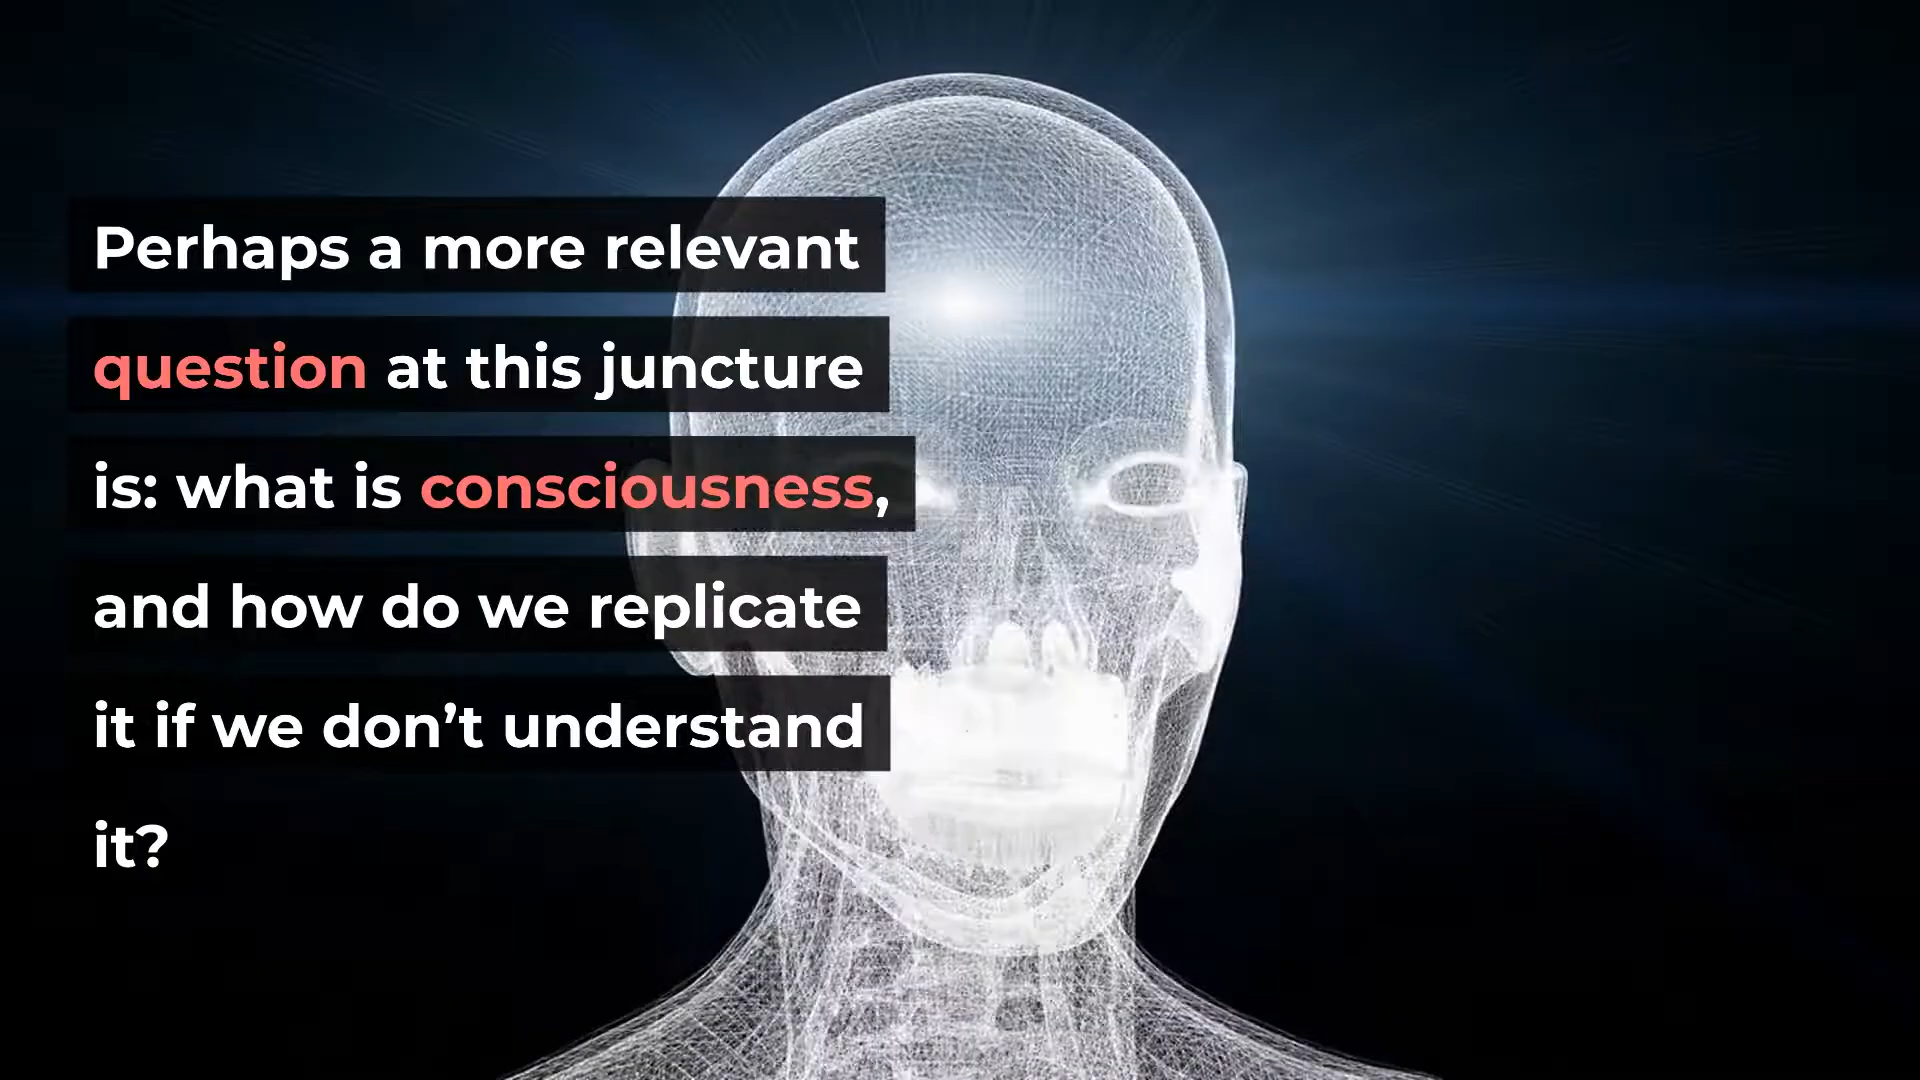 Perhaps a more relevant
question at this juncture
is: what is consciousness,
and how do we replicate
it if we don’t understand
it?